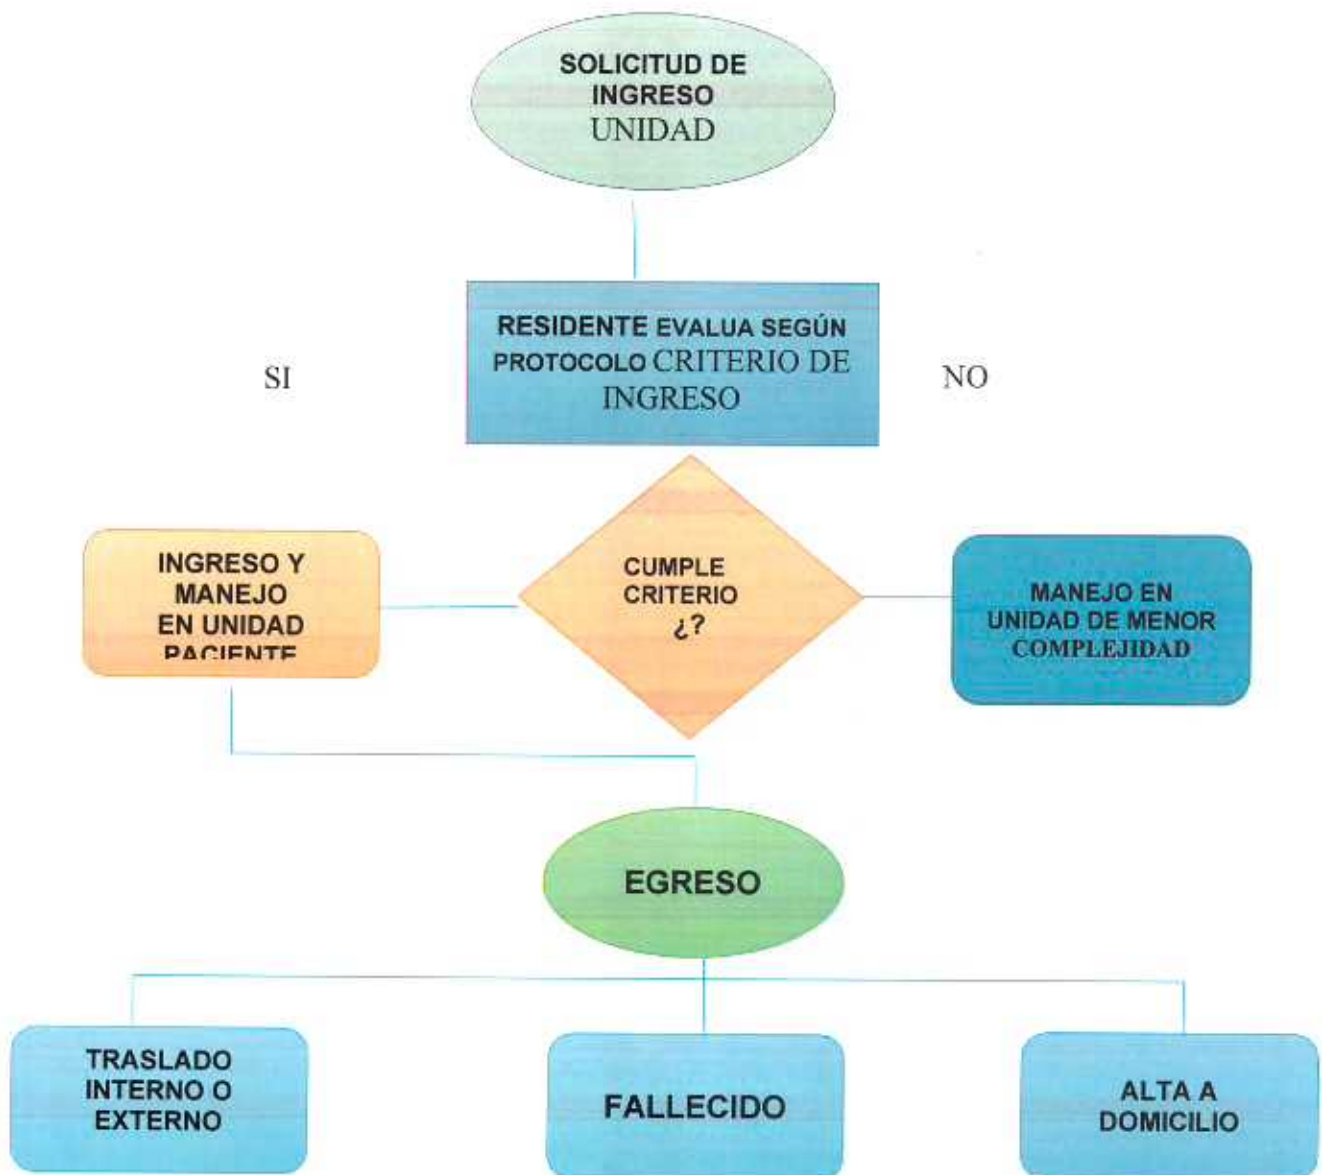 SOLICITUD DE
INGRESO
UNIDAD
RESIDENTE EVALUA SEGÚN
PROTOCOLO CRITERIO DE
INGRESO
SI
NO
CUMPLE
CRITERIO
¿?
INGRESO Y
MANEJO
EN UNIDAD
PACIENTE
MANEJO EN
UNIDAD DE MENOR
COMPLEJIDAD
EGRESO
TRASLADO
INTERNO O
EXTERNO
FALLECIDO
ALTA A
DOMICILIO